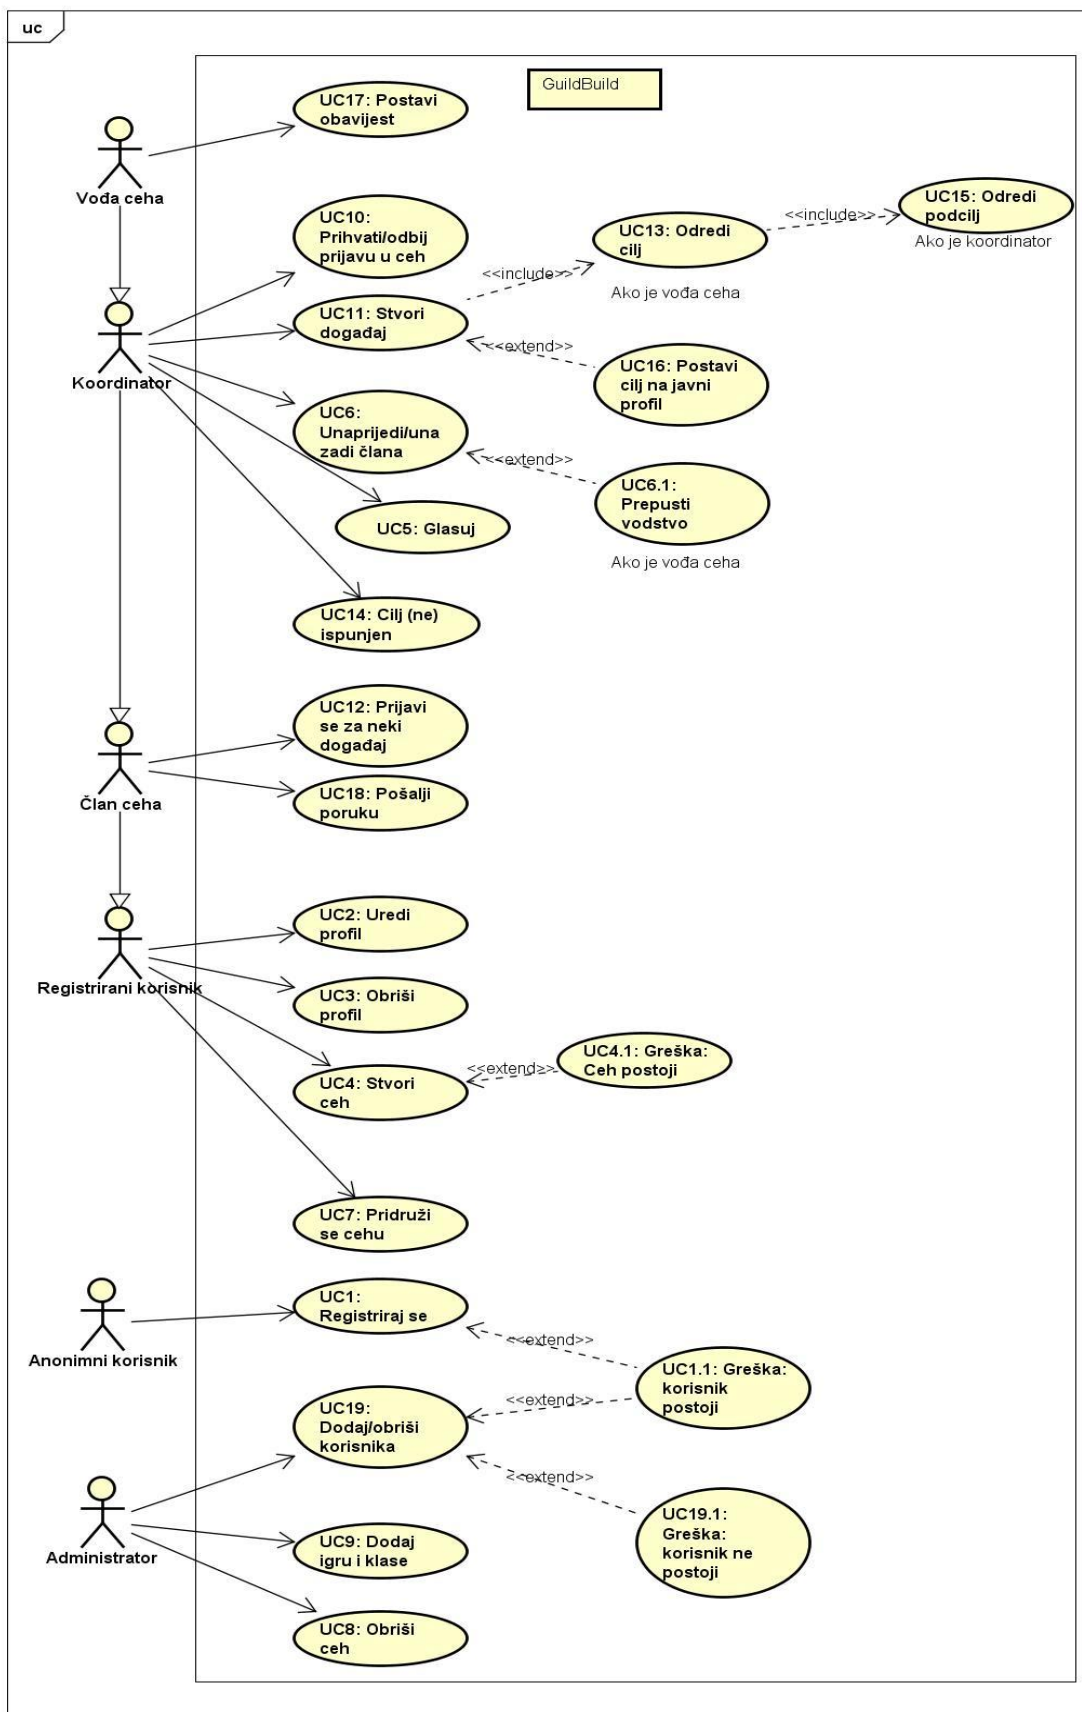 uc
GuildBuild
UC17: Postavi
obavijest
Vođa ceha
UC10:
Prihvati/odbij
prijavu u ceh
UC13: Odredi
cilj
<<include>>
UC15: Odredi
podcilj
Ako je koordinator
<<include>>
Ako je vođa ceha
UC11: Stvori
događaj
<<extend>>
UC16: Postavi
cilj na javni
profil
Koordinator
UC6:
Unaprijedi/una
zadi člana
<<extend>>
UC6.1:
Prepusti
vodstvo
Ako je vođa ceha
UC5: Glasuj
UC14: Cilj (ne)
ispunjen
UC12: Prijavi
se za neki
događaj
Član ceha
UC18: Pošalji
poruku
UC2: Uredi
profil
Registrirani korisnik
UC3: Obriši
profil
UC4: Stvori
ceh
<<extend>>
UC4.1: Greška:
Ceh postoji
UC7: Pridruži
se cehu
UC1:
Registriraj se
Anonimni korisnik
<<extend>>
UC1.1: Greška:
korisnik
postoji
<<extend>>
UC19:
Dodaj/obriši
korisnika
<<extend>>
UC19.1:
Greška:
korisnik ne
postoji
Administrator
UC9: Dodaj
igru i klase
UC8: Obriši
ceh